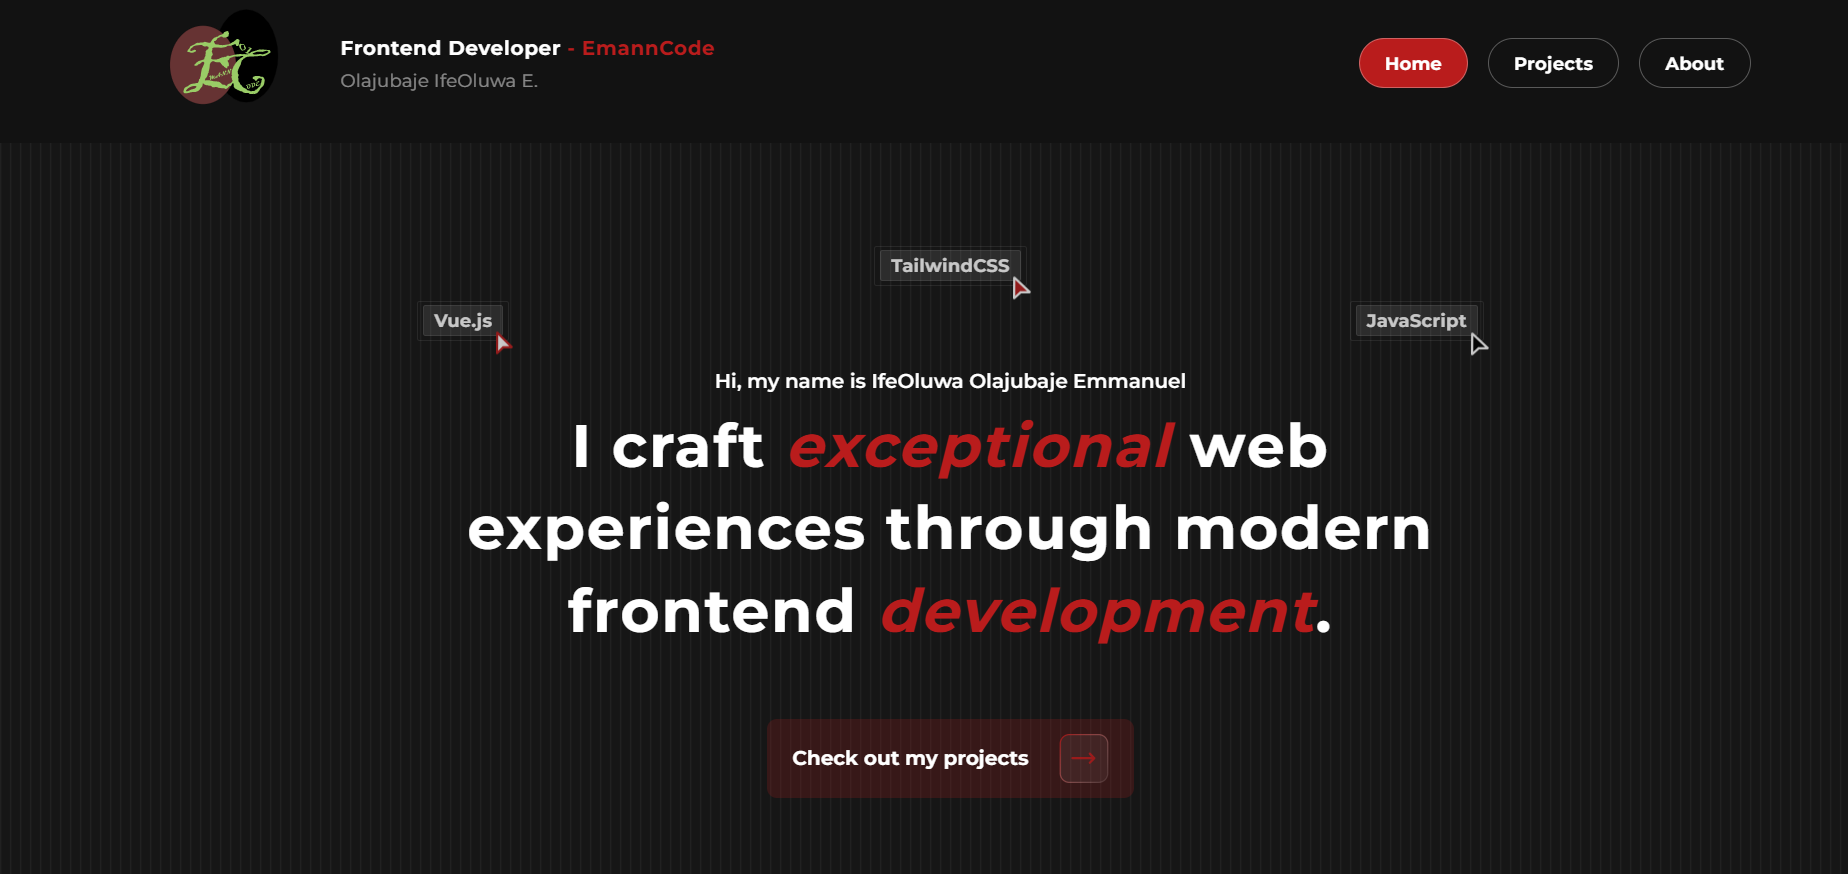 Frontend Developer - EmannCode
Olajubaje IfeOluwa E.
Home
Projects
About
TailwindCSS
Vue.js
JavaScript
Hi, my name is IfeOluwa Olajubaje Emmanuel
I craft exceptional web
experiences through modern
frontend development.
Check out my projects